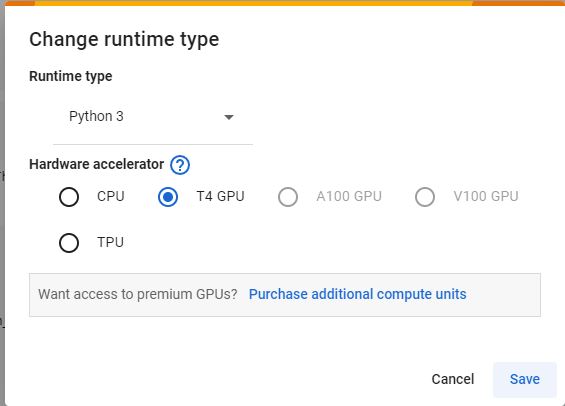 Change runtime type
Runtime type
Python 3
Hardware accelerator ?
CPU T4 GPU A100 GPU V100 GPU
TPU
Want access to premium GPUs? Purchase additional compute units
Cancel Save